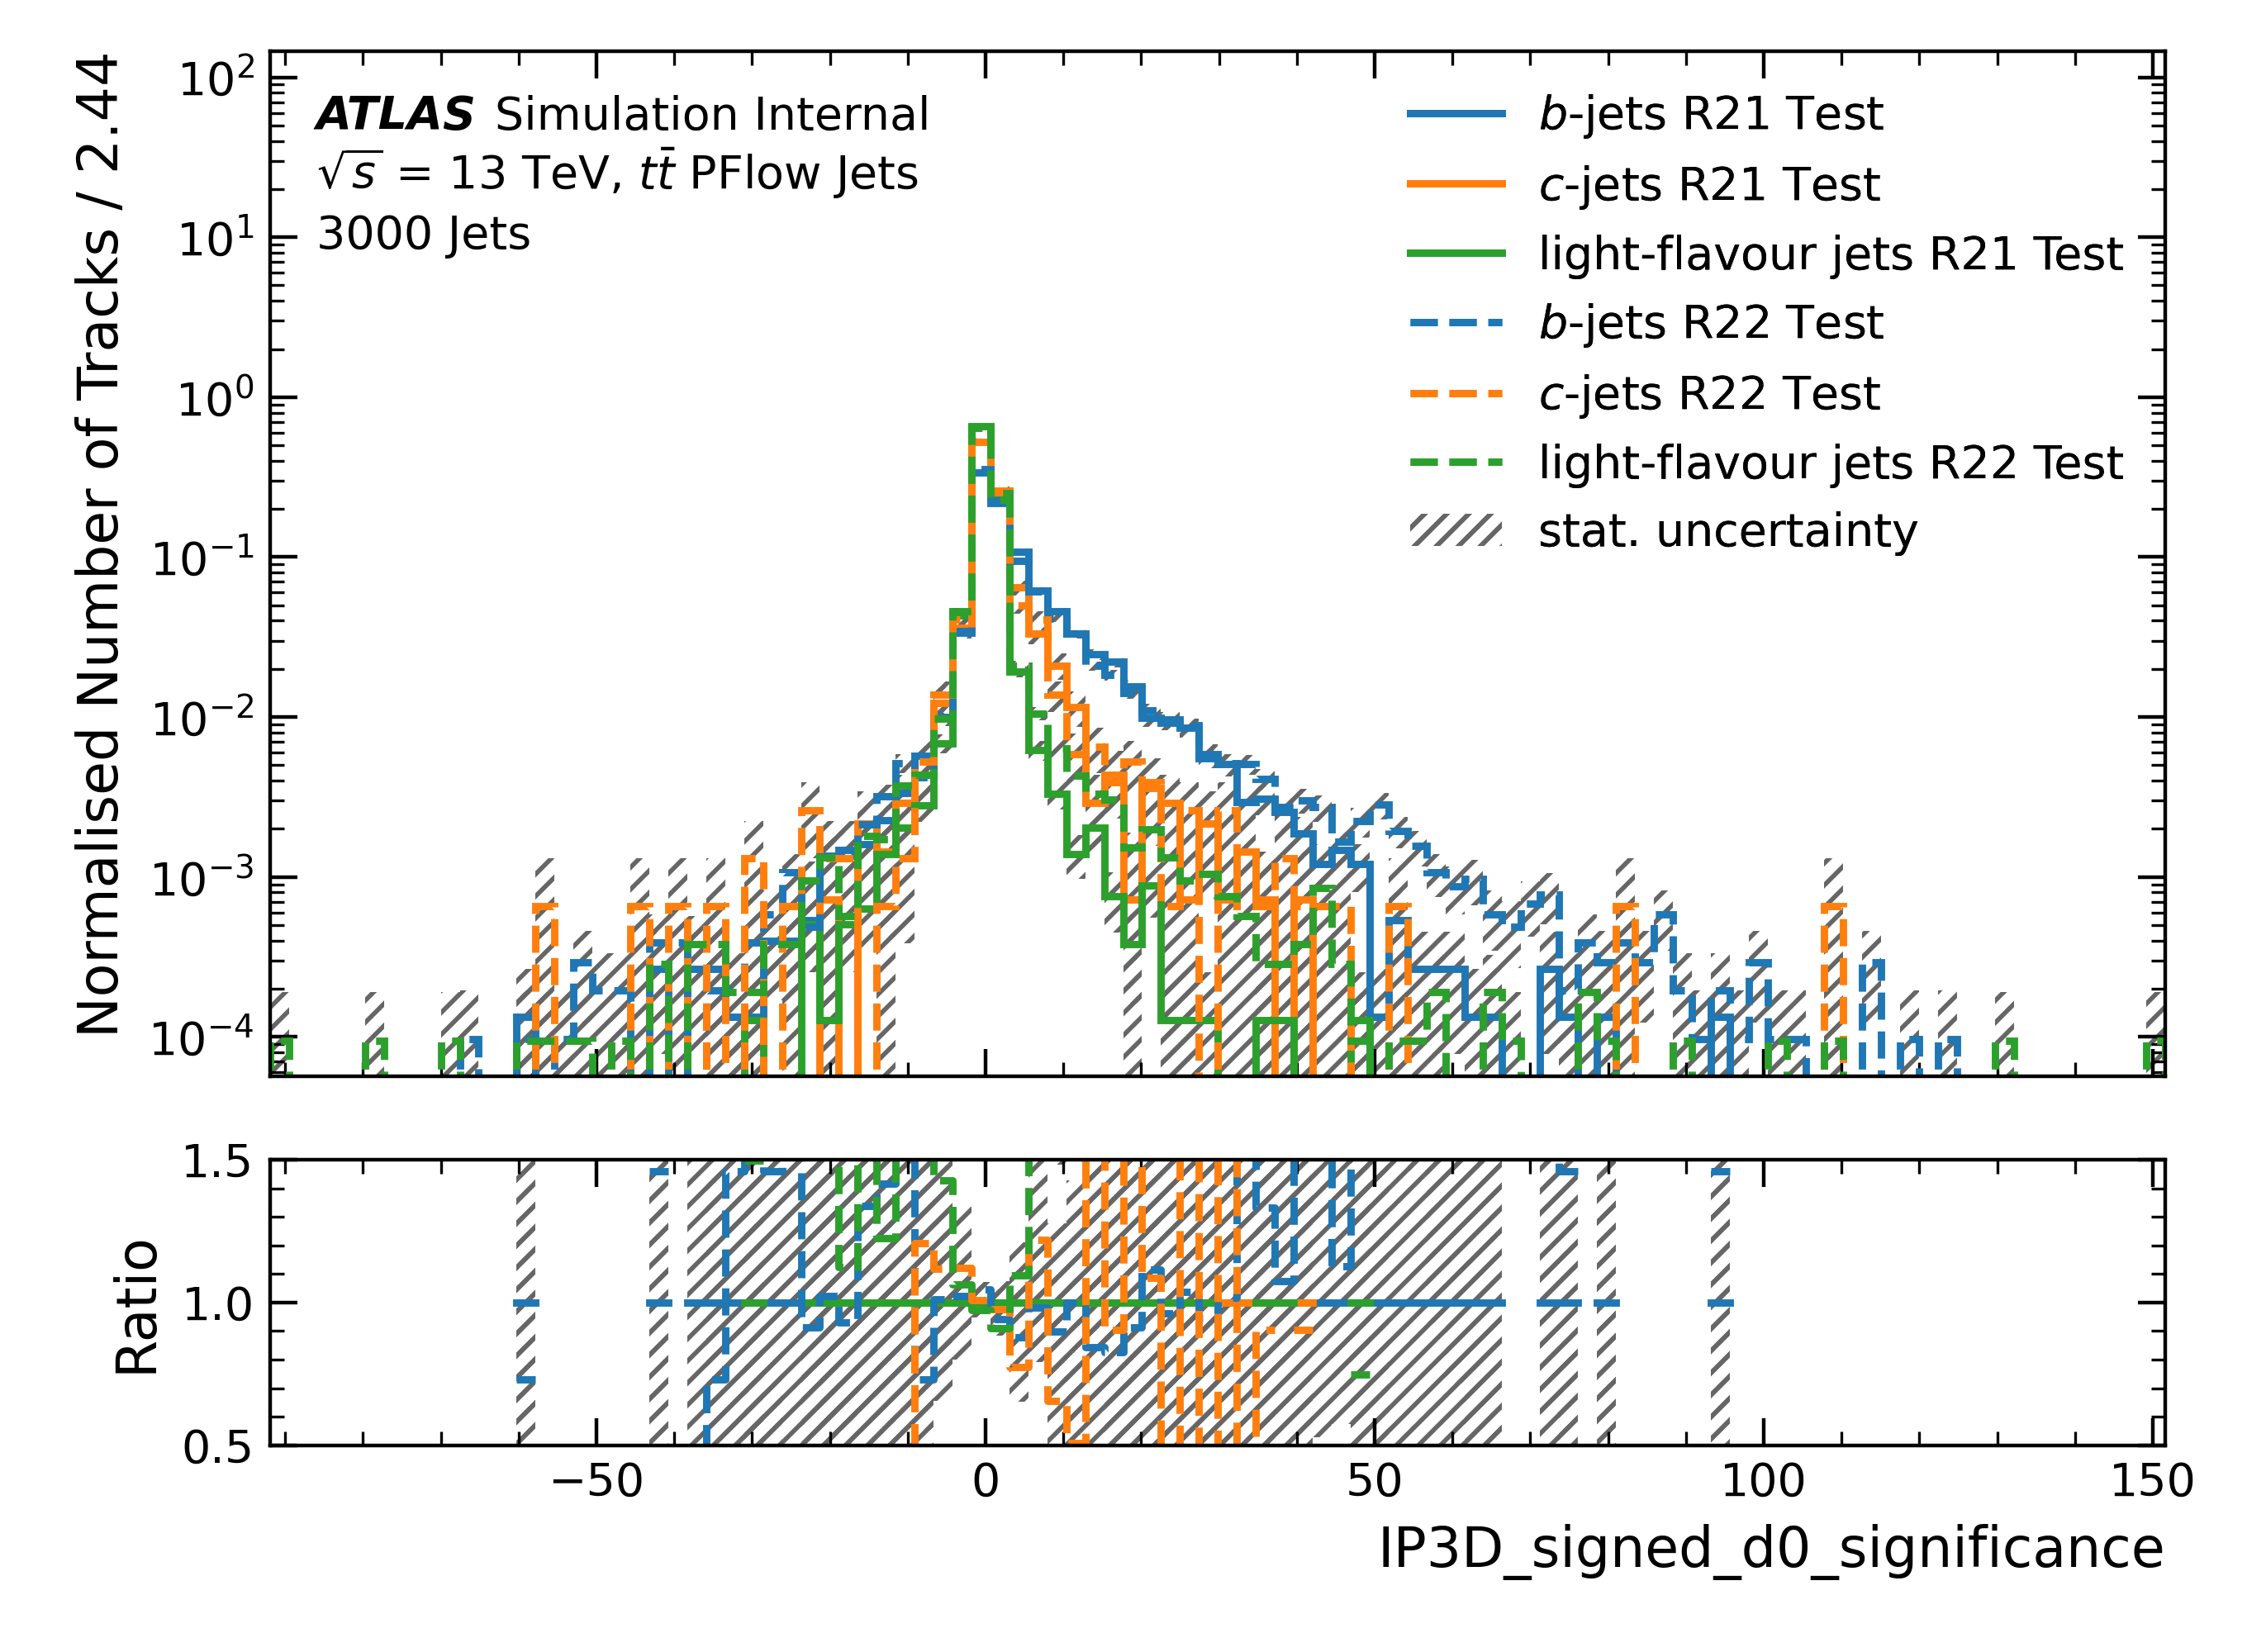 ATLAS Simulation Internal
√s = 13 TeV, tt̄ PFlow Jets
3000 Jets
b-jets R21 Test
c-jets R21 Test
light-flavour jets R21 Test
b-jets R22 Test
c-jets R22 Test
light-flavour jets R22 Test
stat. uncertainty
Normalised Number of Tracks / 2.44
10²
10¹
10⁰
10⁻¹
10⁻²
10⁻³
10⁻⁴
Ratio
1.5
1.0
0.5
−50 0 50 100 150
IP3D_signed_d0_significance